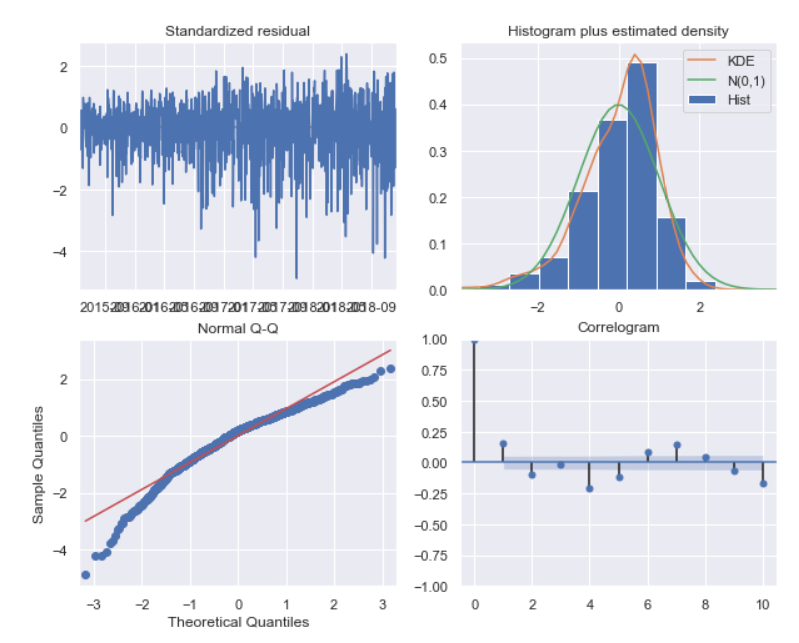 Standardized residual
2
0
−2
−4
Histogram plus estimated density
0.5
0.4
0.3
0.2
0.1
0.0
KDE
N(0,1)
Hist
−2 0 2
Normal Q-Q
Sample Quantiles
2
0
−2
−4
−3 −2 −1 0 1 2 3
Theoretical Quantiles
Correlogram
1.00
0.75
0.50
0.25
0.00
−0.25
−0.50
−0.75
−1.00
0 2 4 6 8 10